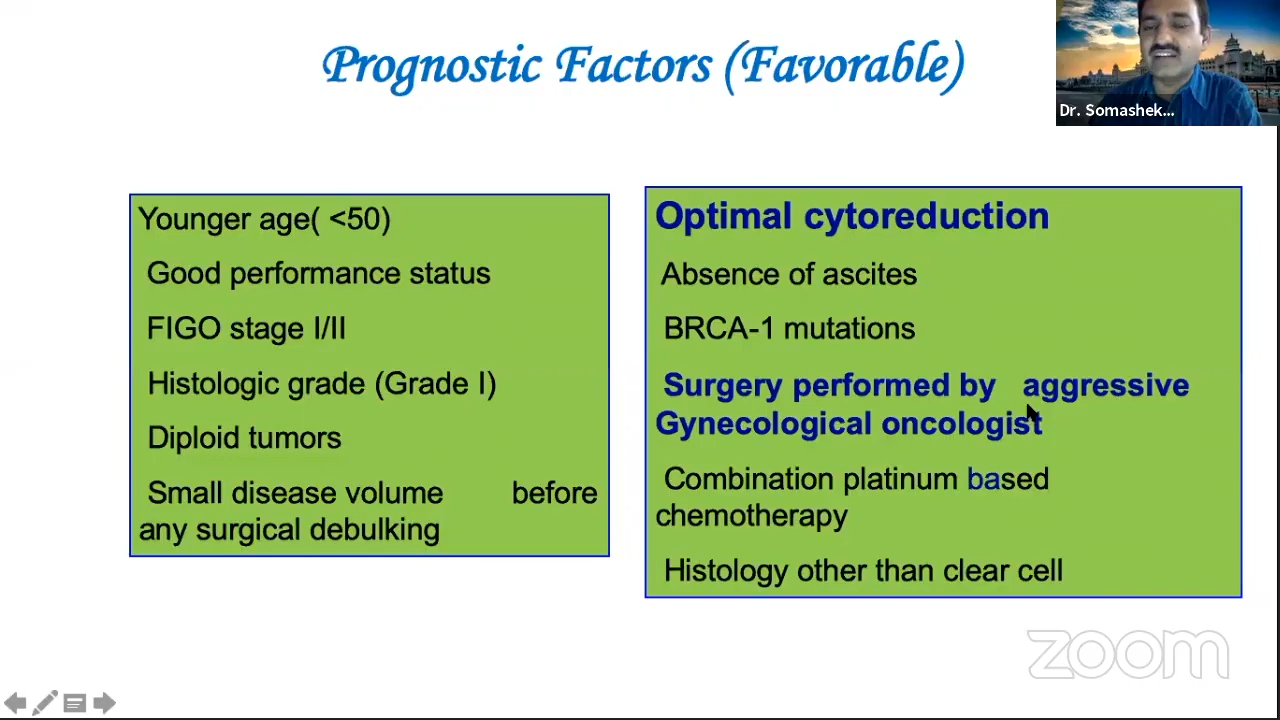 Prognostic Factors (Favorable)
Dr. Somashek...
Younger age( <50)
Good performance status
FIGO stage I/II
Histologic grade (Grade I)
Diploid tumors
Small disease volume before
any surgical debulking
Optimal cytoreduction
Absence of ascites
BRCA-1 mutations
Surgery performed by aggressive
Gynecological oncologist
Combination platinum based
chemotherapy
Histology other than clear cell
zoom